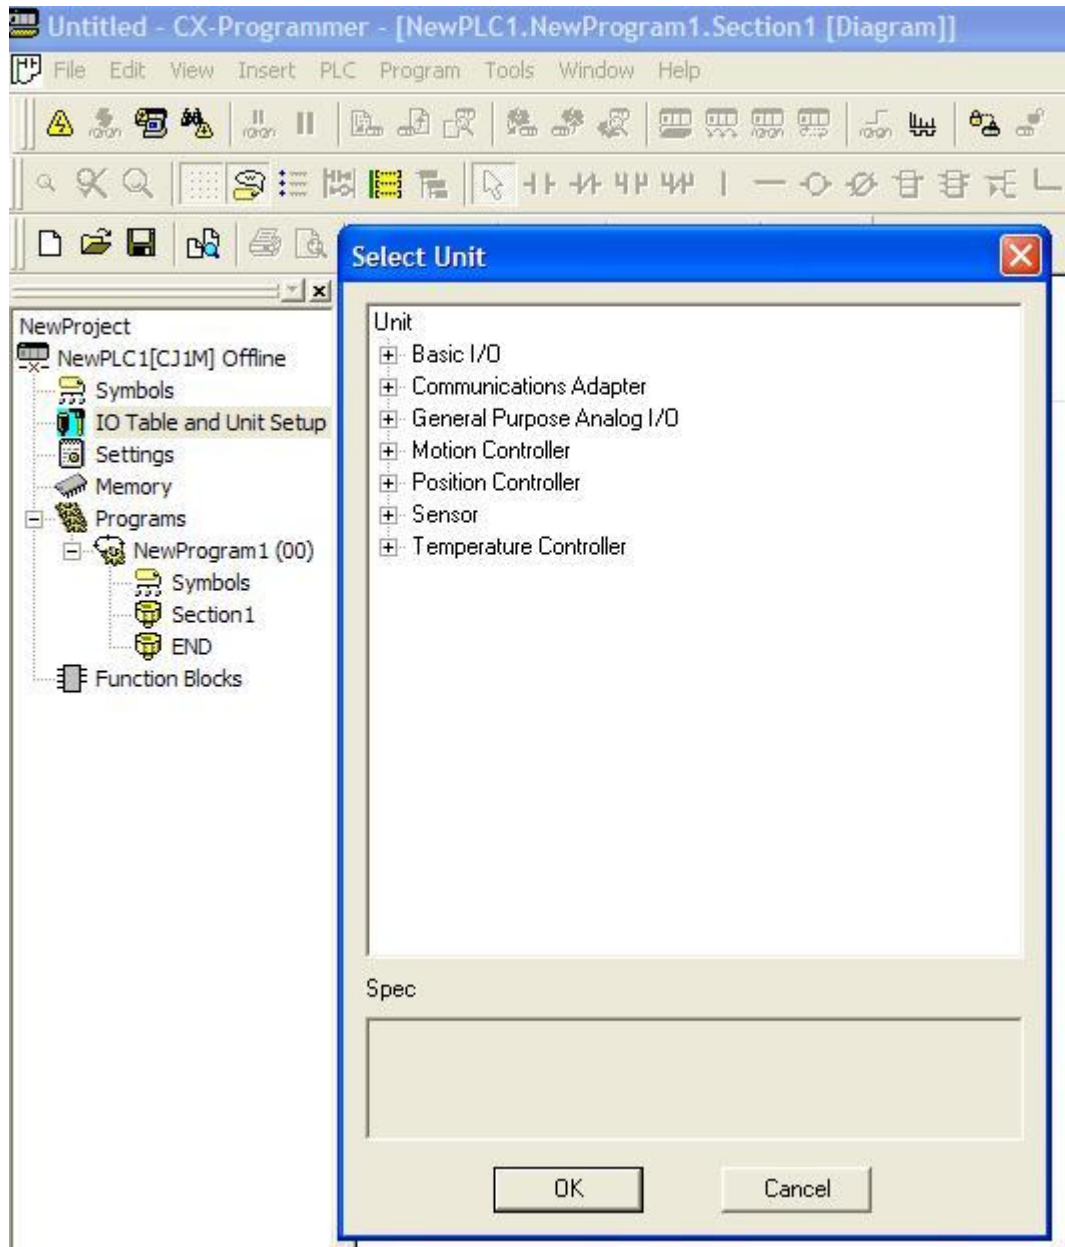 Untitled - CX-Programmer - [NewPLC1.NewProgram1.Section1 [Diagram]]
File Edit View Insert PLC Program Tools Window Help
Select Unit
NewProject
NewPLC1[CJ1M] Offline
Symbols
IO Table and Unit Setup
Settings
Memory
Programs
NewProgram1 (00)
Symbols
Section1
END
Function Blocks
Unit
Basic I/O
Communications Adapter
General Purpose Analog I/O
Motion Controller
Position Controller
Sensor
Temperature Controller
Spec
OK Cancel